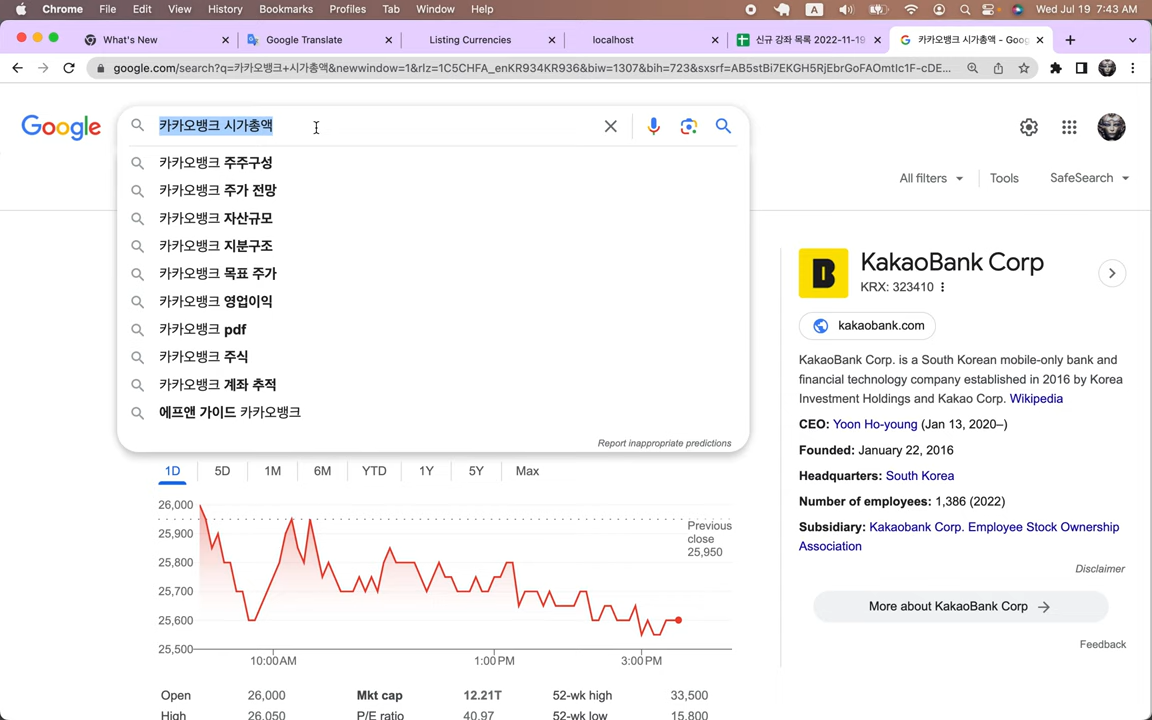 Chrome File Edit View History Bookmarks Profiles Tab Window Help A Wed Jul 19 7:43 AM
What's New Google Translate Listing Currencies localhost 신규 강좌 목록 2022-11-19 카카오뱅크 시가총액 - Goog
google.com/search?q=카카오뱅크+시가총액&newwindow=1&rlz=1C5CHFA_enKR934KR936&biw=1307&bih=723&sxsrf=AB5stBi7EKGH5RjEbrGoFAOmtIc1F-cDE...
Google
카카오뱅크 시가총액
카카오뱅크 주주구성
카카오뱅크 주가 전망
카카오뱅크 자산규모
카카오뱅크 지분구조
카카오뱅크 목표 주가
카카오뱅크 영업이익
카카오뱅크 pdf
카카오뱅크 주식
카카오뱅크 계좌 추적
에프앤 가이드 카카오뱅크
Report inappropriate predictions
All filters Tools SafeSearch
1D 5D 1M 6M YTD 1Y 5Y Max
26,000
25,900
25,800
25,700
25,600
25,500
Previous
close
25,950
10:00 AM 1:00 PM 3:00 PM
Open 26,000 Mkt cap 12.21T 52-wk high 33,500
High 26,050 P/E ratio 40.97 52-wk low 15,800
B
KakaoBank Corp
KRX: 323410
kakaobank.com
KakaoBank Corp. is a South Korean mobile-only bank and
financial technology company established in 2016 by Korea
Investment Holdings and Kakao Corp. Wikipedia
CEO: Yoon Ho-young (Jan 13, 2020–)
Founded: January 22, 2016
Headquarters: South Korea
Number of employees: 1,386 (2022)
Subsidiary: Kakaobank Corp. Employee Stock Ownership
Association
Disclaimer
More about KakaoBank Corp
Feedback